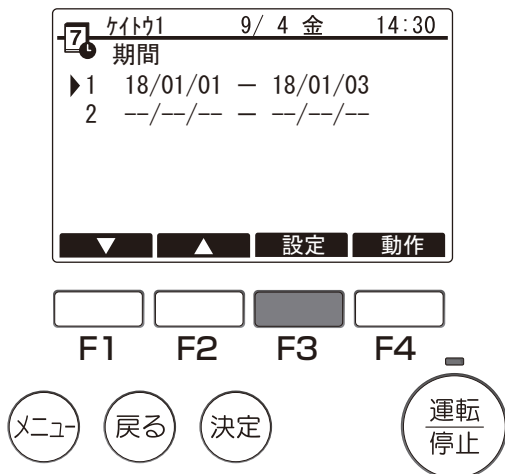 7 ｹｲﾄｳ1 9/ 4 金 14:30
期間
▶1 18/01/01 － 18/01/03
2 --/--/-- － --/--/--
▼ ▲ 設定 動作
F1 F2 F3 F4
メニュー 戻る 決定 運転
停止